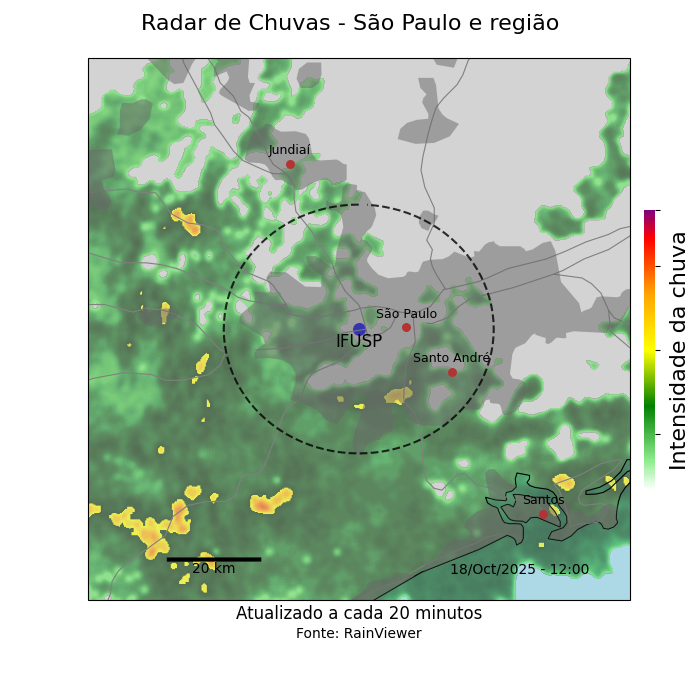 Radar de Chuvas - São Paulo e região
Jundiaí
São Paulo
IFUSP
Santo André
Santos
20 km
18/Oct/2025 - 12:00
Intensidade da chuva
Atualizado a cada 20 minutos
Fonte: RainViewer